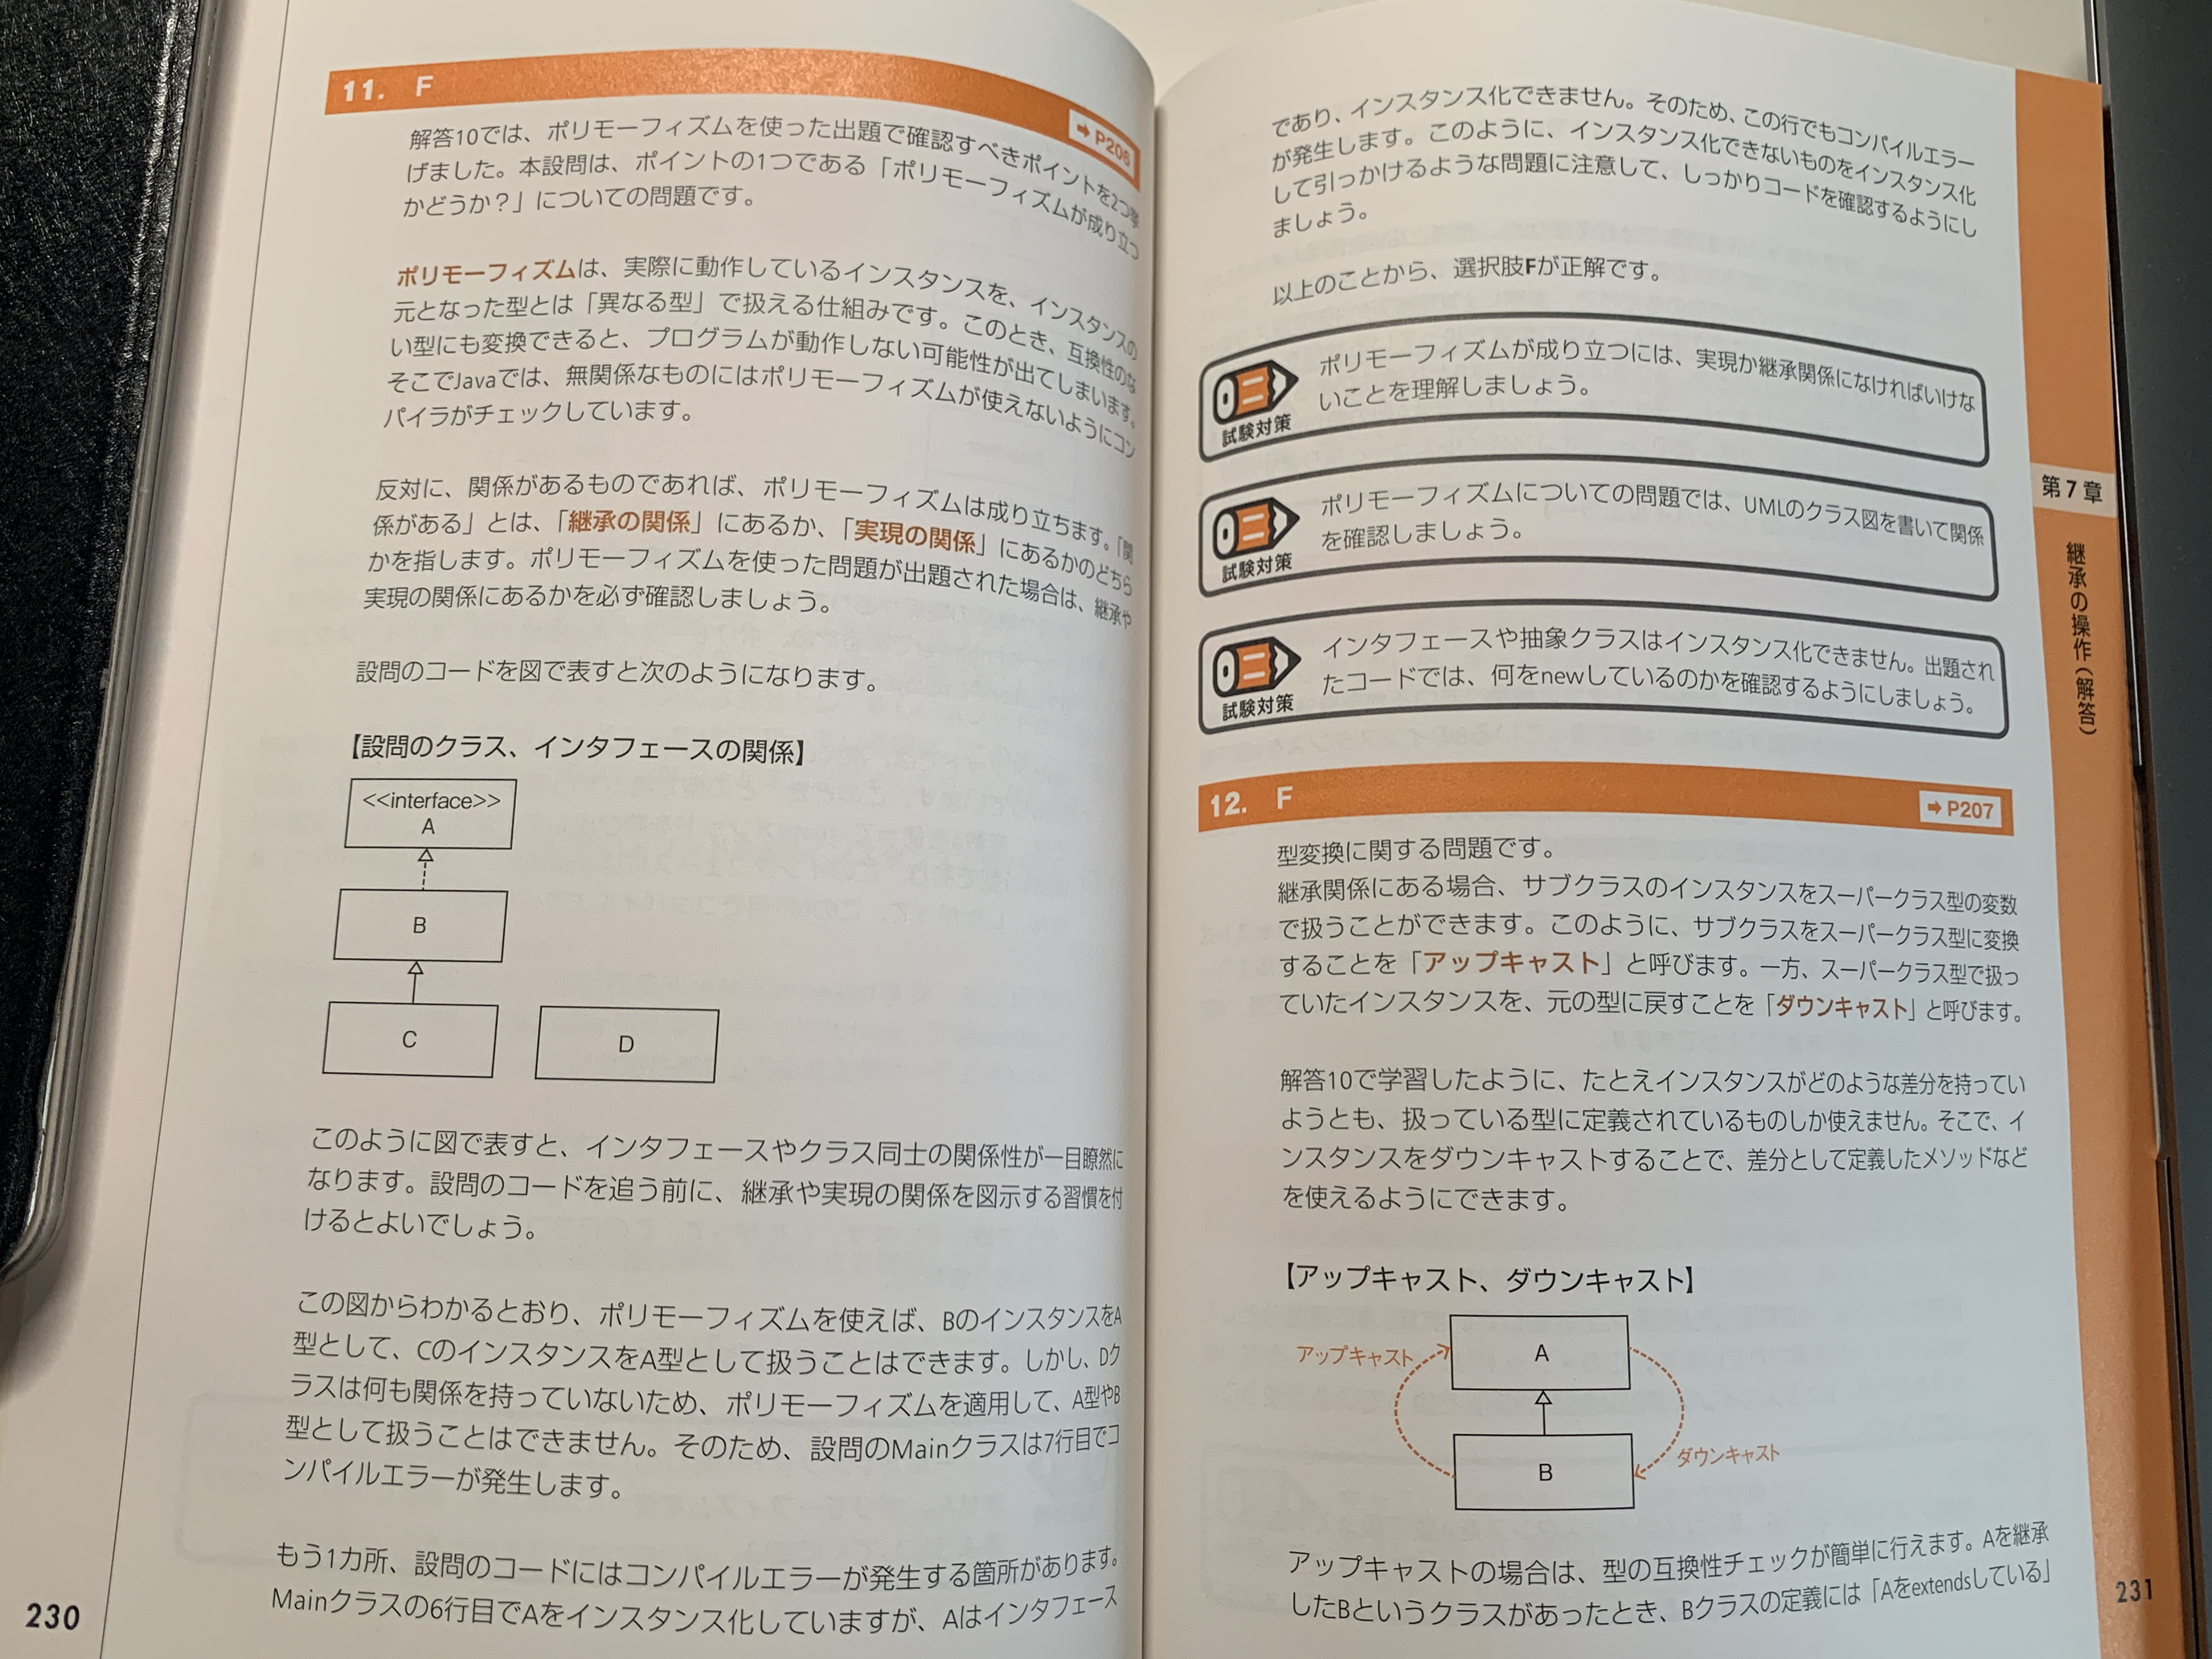 11. F
➡ P206
解答10では、ポリモーフィズムを使った出題で確認すべきポイントを2つ挙
げました。本設問は、ポイントの1つである「ポリモーフィズムが成り立つ
かどうか？」についての問題です。
ポリモーフィズムは、実際に動作しているインスタンスを、インスタンスの
元となった型とは「異なる型」で扱える仕組みです。このとき、互換性のな
い型にも変換できると、プログラムが動作しない可能性が出てしまいます。
そこでJavaでは、無関係なものにはポリモーフィズムが使えないようにコン
パイラがチェックしています。
反対に、関係があるものであれば、ポリモーフィズムは成り立ちます。「関
係がある」とは、「継承の関係」にあるか、「実現の関係」にあるかのどちら
かを指します。ポリモーフィズムを使った問題が出題された場合は、継承や
実現の関係にあるかを必ず確認しましょう。
設問のコードを図で表すと次のようになります。
【設問のクラス、インタフェースの関係】
<<interface>>
A
B
C
D
このように図で表すと、インタフェースやクラス同士の関係性が一目瞭然に
なります。設問のコードを追う前に、継承や実現の関係を図示する習慣を付
けるとよいでしょう。
この図からわかるとおり、ポリモーフィズムを使えば、BのインスタンスをA
型として、CのインスタンスをA型として扱うことはできます。しかし、Dク
ラスは何も関係を持っていないため、ポリモーフィズムを適用して、A型やB
型として扱うことはできません。そのため、設問のMainクラスは7行目でコ
ンパイルエラーが発生します。
もう1カ所、設問のコードにはコンパイルエラーが発生する箇所があります。
Mainクラスの6行目でAをインスタンス化していますが、Aはインタフェース
230
であり、インスタンス化できません。そのため、この行でもコンパイルエラー
が発生します。このように、インスタンス化できないものをインスタンス化
して引っかけるような問題に注意して、しっかりコードを確認するようにし
ましょう。
以上のことから、選択肢Fが正解です。
試験対策
ポリモーフィズムが成り立つには、実現か継承関係になければいけな
いことを理解しましょう。
試験対策
ポリモーフィズムについての問題では、UMLのクラス図を書いて関係
を確認しましょう。
試験対策
インタフェースや抽象クラスはインスタンス化できません。出題され
たコードでは、何をnewしているのかを確認するようにしましょう。
12. F
➡ P207
型変換に関する問題です。
継承関係にある場合、サブクラスのインスタンスをスーパークラス型の変数
で扱うことができます。このように、サブクラスをスーパークラス型に変換
することを「アップキャスト」と呼びます。一方、スーパークラス型で扱っ
ていたインスタンスを、元の型に戻すことを「ダウンキャスト」と呼びます。
解答10で学習したように、たとえインスタンスがどのような差分を持ってい
ようとも、扱っている型に定義されているものしか使えません。そこで、イ
ンスタンスをダウンキャストすることで、差分として定義したメソッドなど
を使えるようにできます。
【アップキャスト、ダウンキャスト】
アップキャスト
A
B
ダウンキャスト
アップキャストの場合は、型の互換性チェックが簡単に行えます。Aを継承
したBというクラスがあったとき、Bクラスの定義には「Aをextendsしている」
第7章
継承の操作（解答）
231